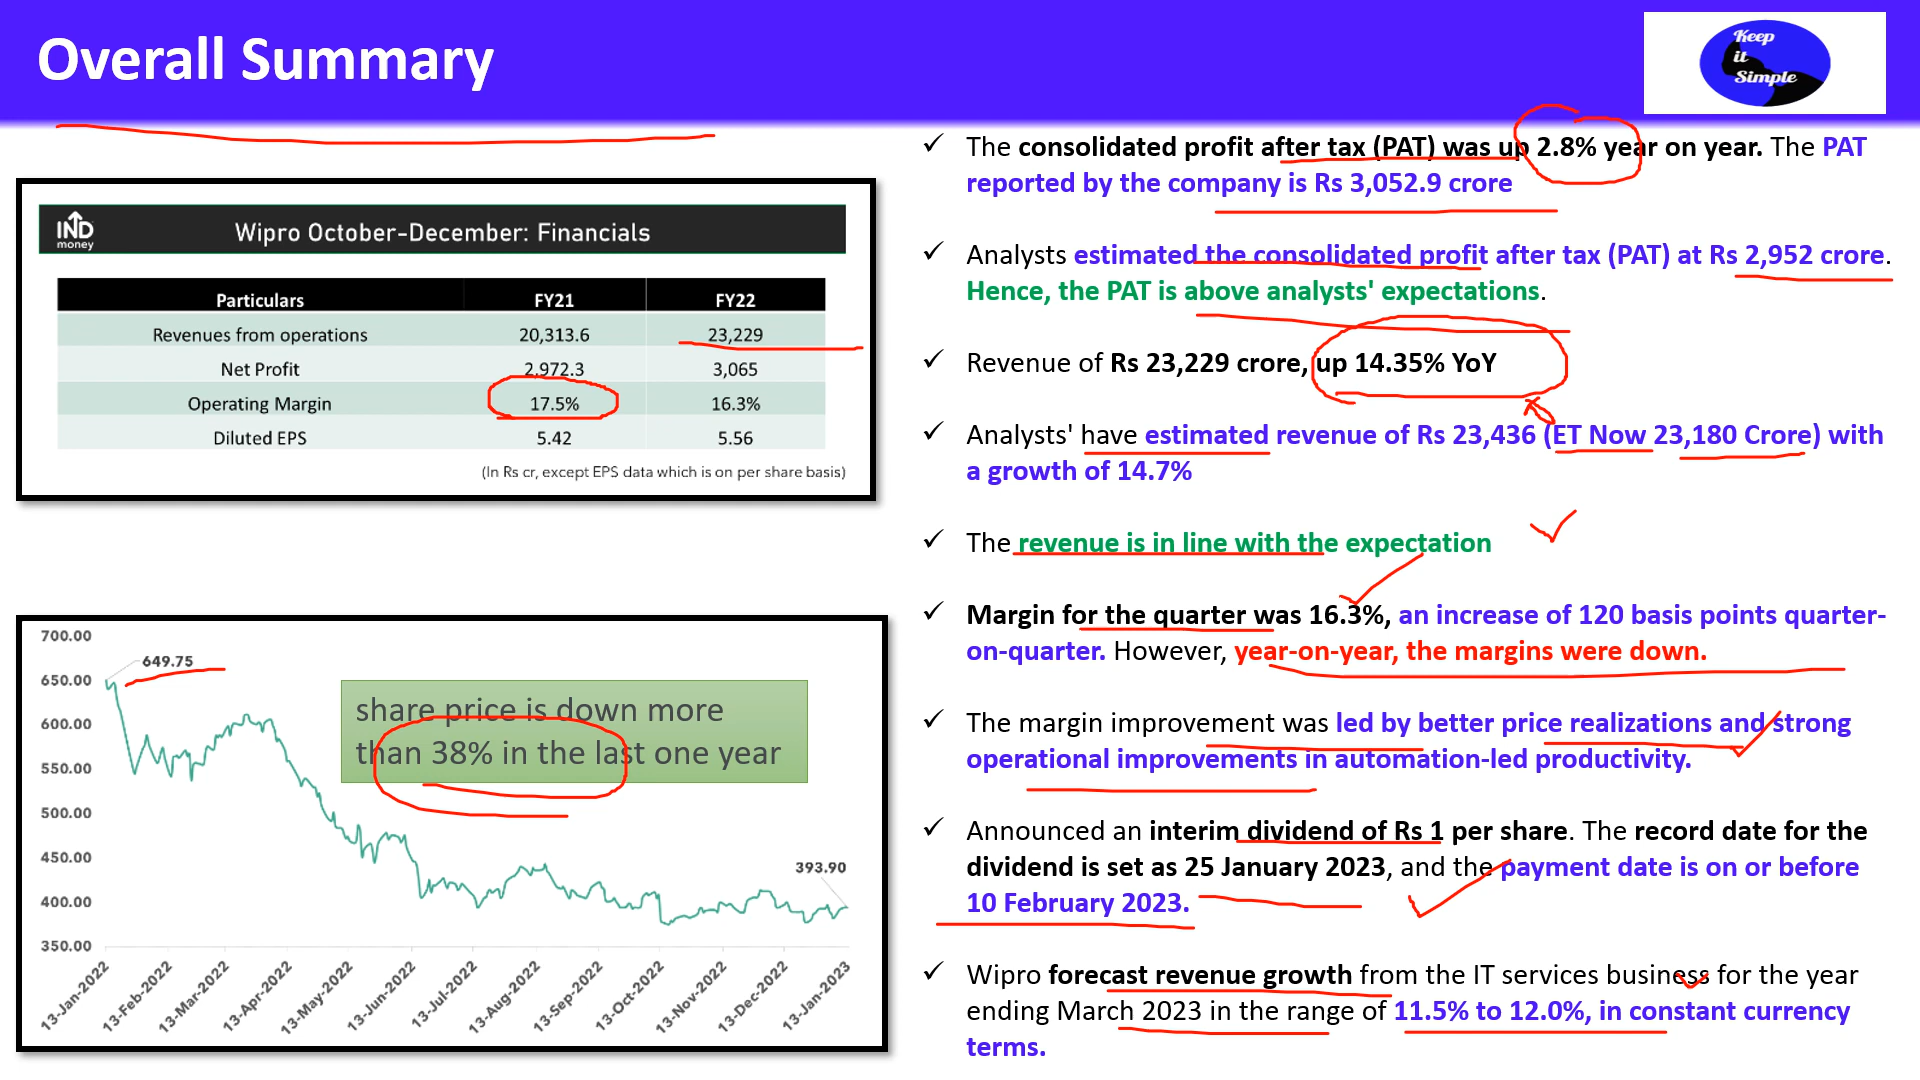 Overall Summary
Keep
it
Simple
IND
money
Wipro October-December: Financials
Particulars FY21 FY22
Revenues from operations 20,313.6 23,229
Net Profit 2,972.3 3,065
Operating Margin 17.5% 16.3%
Diluted EPS 5.42 5.56
(In Rs cr, except EPS data which is on per share basis)
700.00
650.00
600.00
550.00
500.00
450.00
400.00
350.00
649.75
share price is down more
than 38% in the last one year
393.90
13-Jan-2022
13-Feb-2022
13-Mar-2022
13-Apr-2022
13-May-2022
13-Jun-2022
13-Jul-2022
13-Aug-2022
13-Sep-2022
13-Oct-2022
13-Nov-2022
13-Dec-2022
13-Jan-2023
✓ The consolidated profit after tax (PAT) was up 2.8% year on year. The PAT
reported by the company is Rs 3,052.9 crore
✓ Analysts estimated the consolidated profit after tax (PAT) at Rs 2,952 crore.
Hence, the PAT is above analysts' expectations.
✓ Revenue of Rs 23,229 crore, up 14.35% YoY
✓ Analysts' have estimated revenue of Rs 23,436 (ET Now 23,180 Crore) with
a growth of 14.7%
✓ The revenue is in line with the expectation
✓ Margin for the quarter was 16.3%, an increase of 120 basis points quarter-
on-quarter. However, year-on-year, the margins were down.
✓ The margin improvement was led by better price realizations and strong
operational improvements in automation-led productivity.
✓ Announced an interim dividend of Rs 1 per share. The record date for the
dividend is set as 25 January 2023, and the payment date is on or before
10 February 2023.
✓ Wipro forecast revenue growth from the IT services business for the year
ending March 2023 in the range of 11.5% to 12.0%, in constant currency
terms.